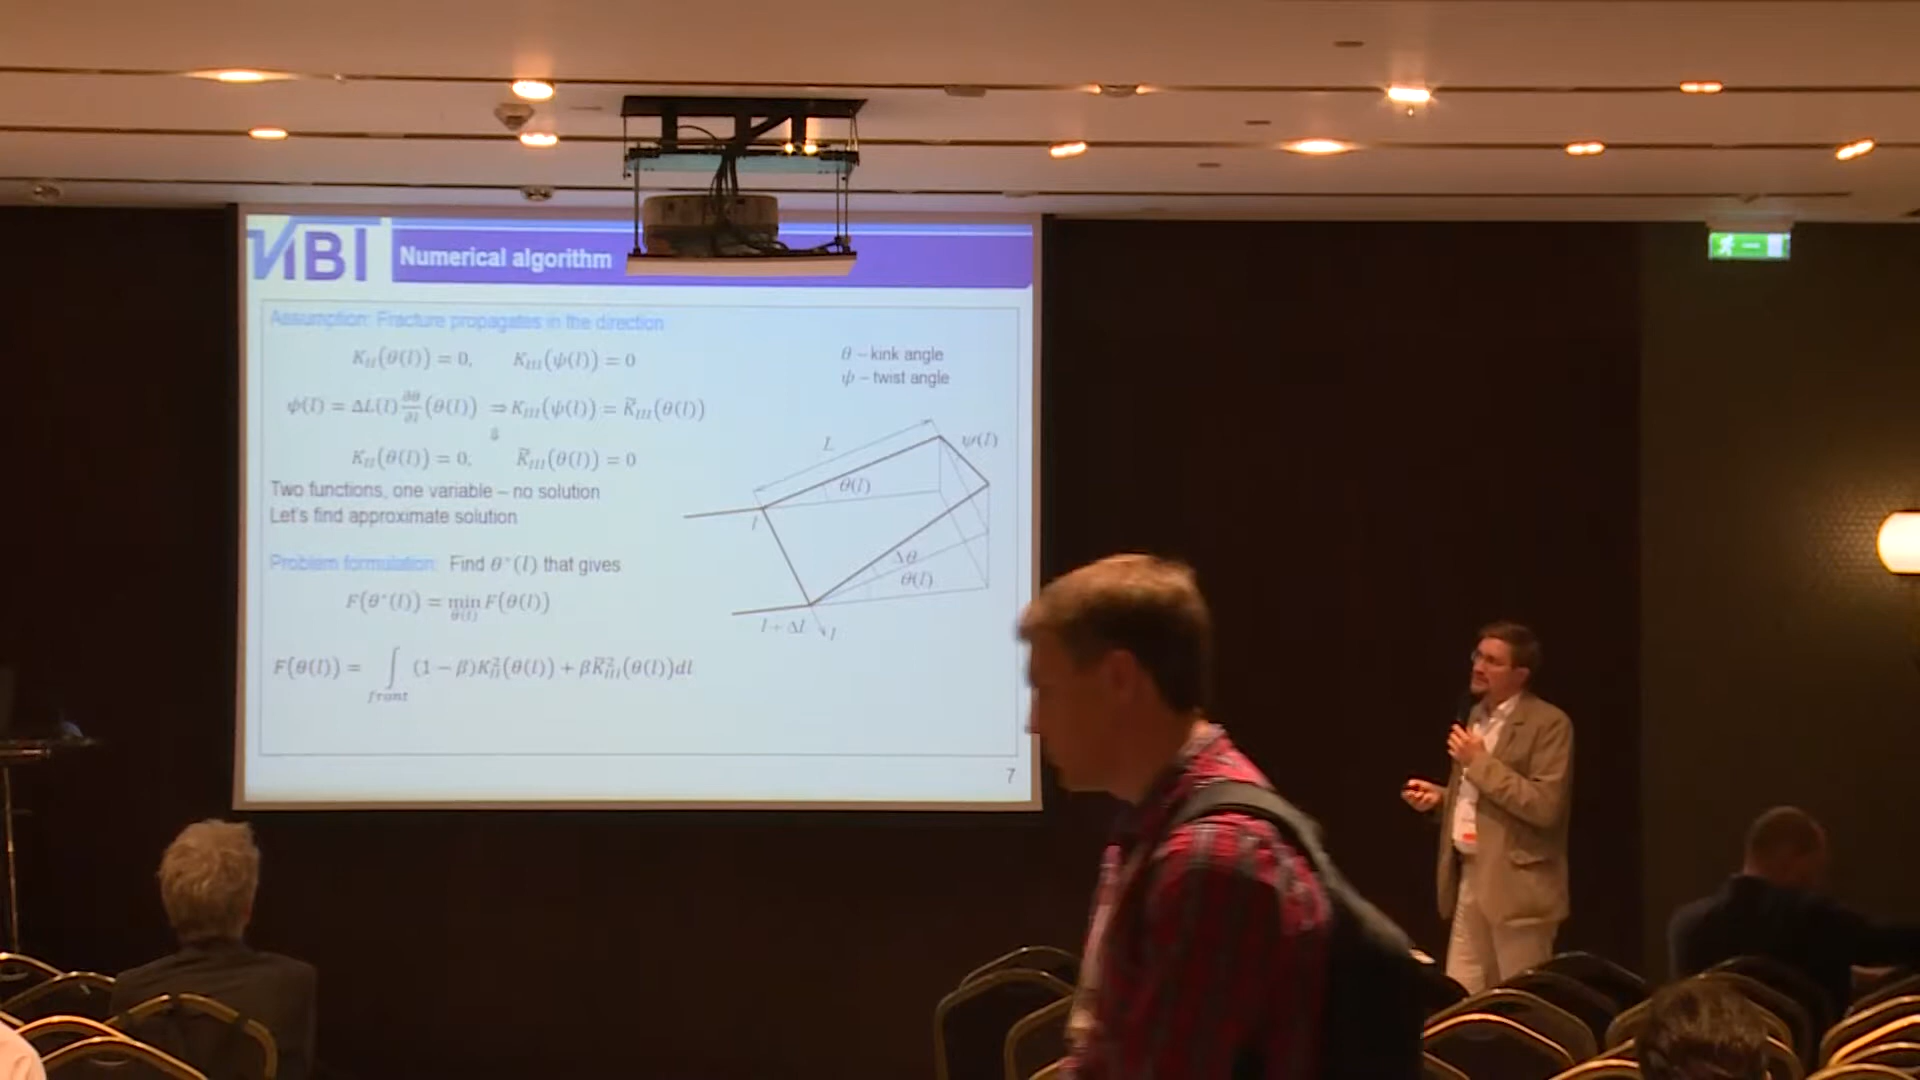 ИBI
Numerical algorithm
Assumption: Fracture propagates in the direction
K_II(θ(l)) = 0, K_III(ψ(l)) = 0
ψ(l) = ΔL(l) ∂θ/∂l (θ(l)) ⇒ K_III(ψ(l)) = K̃_III(θ(l))
⇓
K_II(θ(l)) = 0, K̃_III(θ(l)) = 0
Two functions, one variable – no solution
Let's find approximate solution
Problem formulation: Find θ*(l) that gives
F(θ*(l)) = min F(θ(l))
θ(l)
F(θ(l)) = ∫ (1 − β)K²_II(θ(l)) + βK̃²_III(θ(l))dl
front
θ – kink angle
ψ – twist angle
L
ψ(l)
θ(l)
l
Δθ
θ(l)
l + Δl
l
7